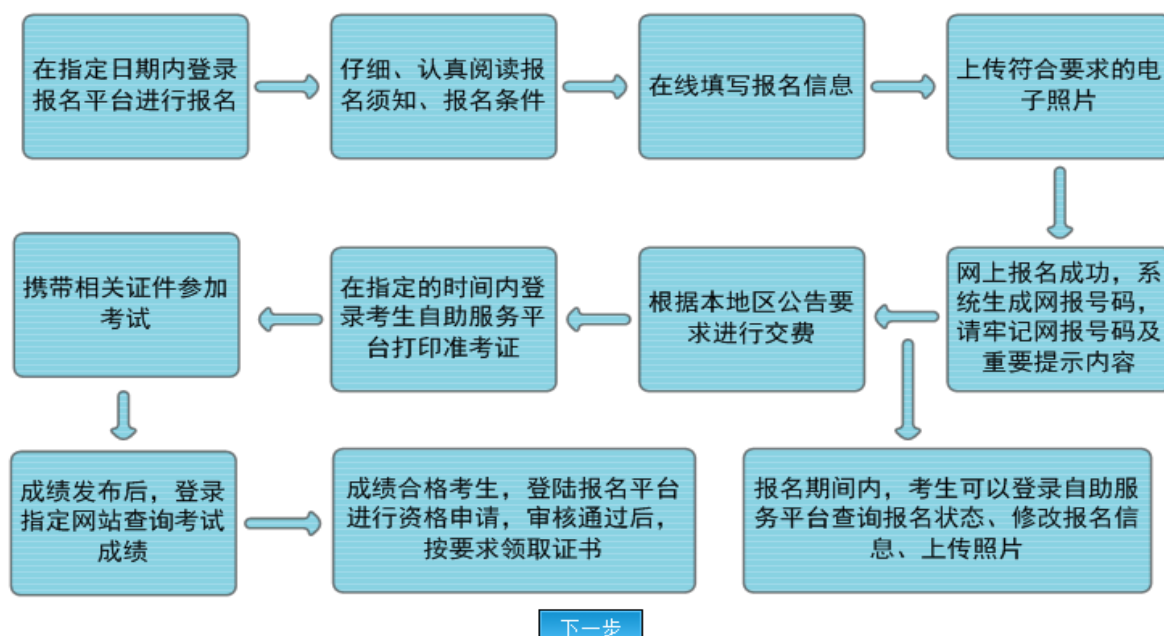 在指定日期内登录
报名平台进行报名
仔细、认真阅读报
名须知、报名条件
在线填写报名信息
上传符合要求的电
子照片
网上报名成功，系
统生成网报号码，
请牢记网报号码及
重要提示内容
根据本地区公告要
求进行交费
在指定的时间内登
录考生自助服务平
台打印准考证
携带相关证件参加
考试
成绩发布后，登录
指定网站查询考试
成绩
成绩合格考生，登陆报名平台
进行资格申请，审核通过后，
按要求领取证书
报名期间内，考生可以登录自助服
务平台查询报名状态、修改报名信
息、上传照片
下一步